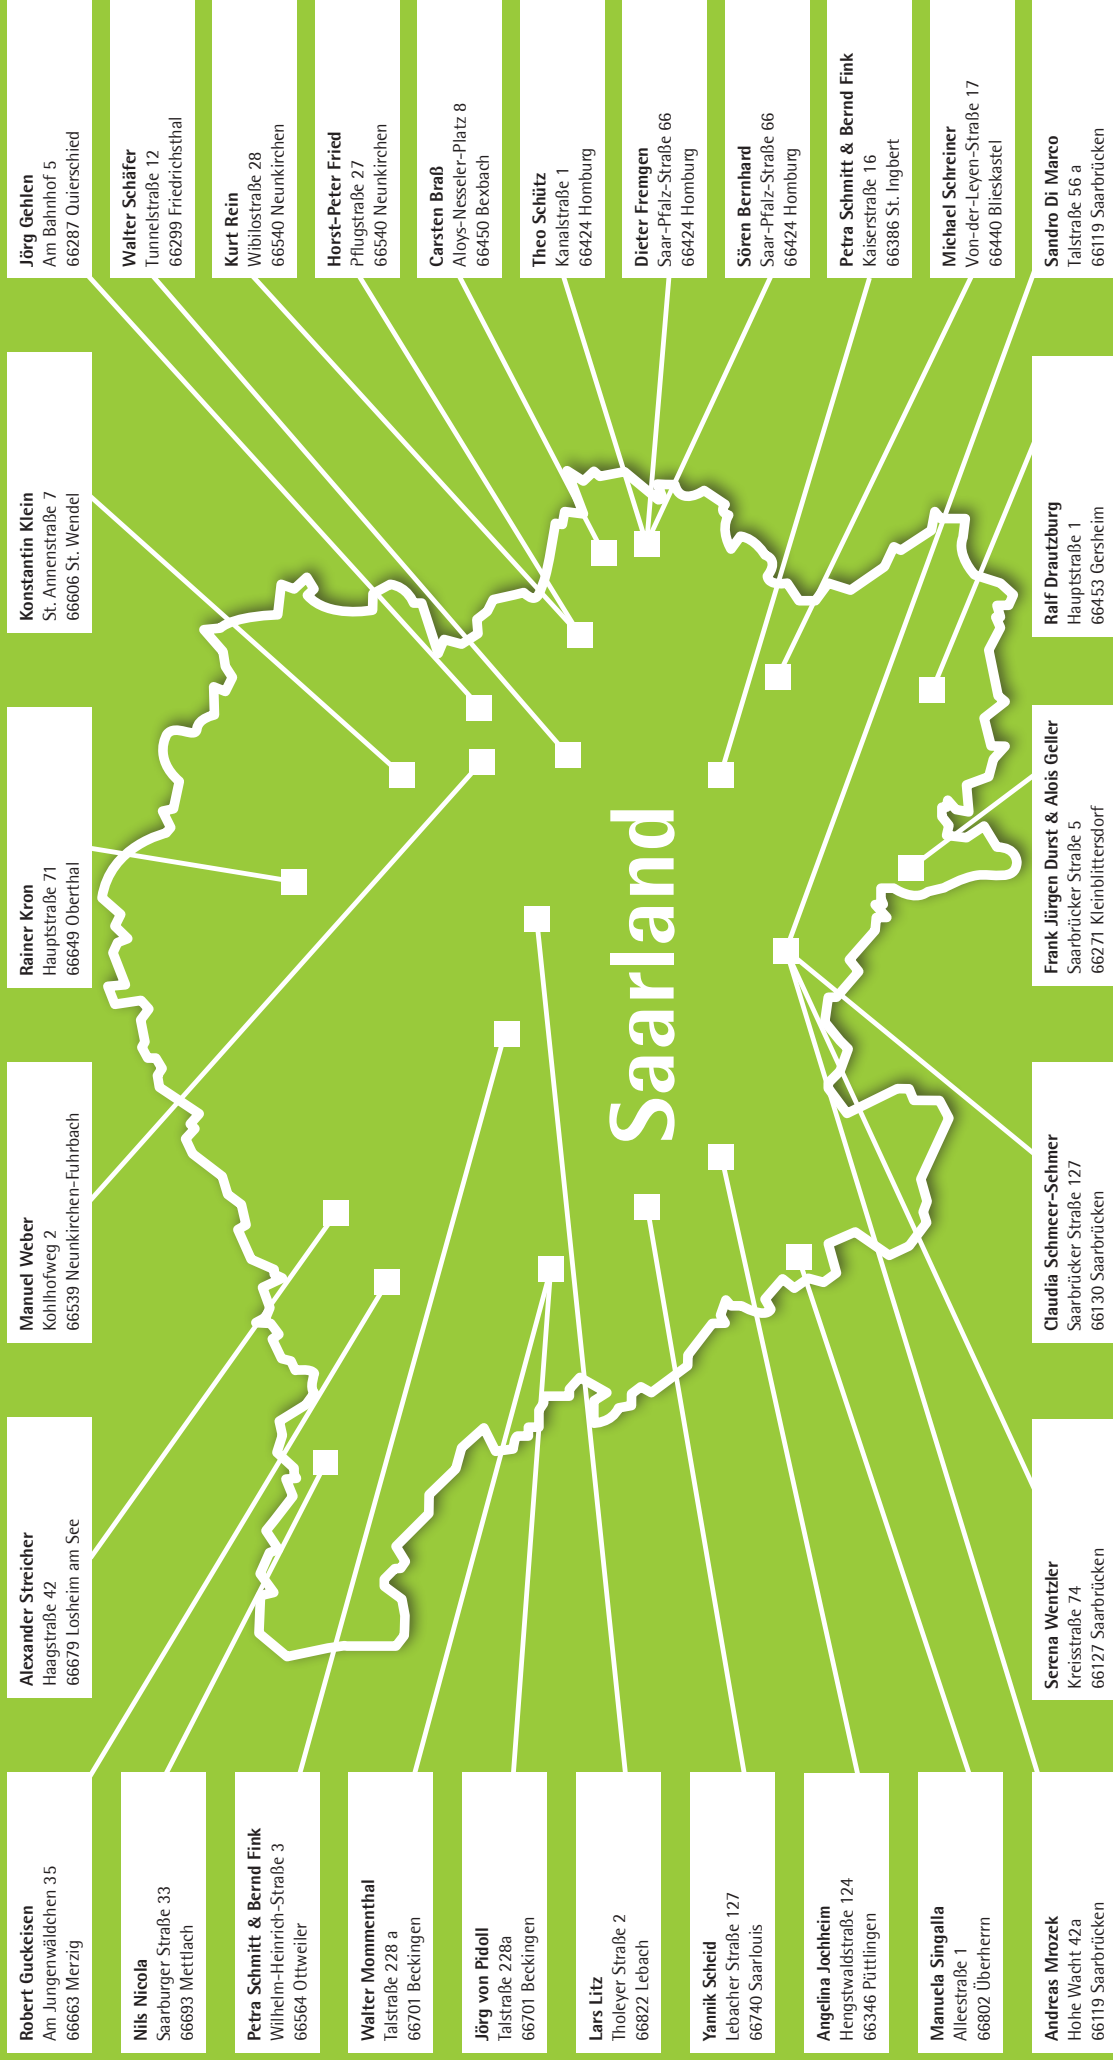 Robert Guckeisen
Am Jungenwäldchen 35
66663 Merzig
Alexander Streicher
Haagstraße 42
66679 Losheim am See
Manuel Weber
Kohlhofweg 2
66539 Neunkirchen-Fuhrbach
Rainer Kron
Hauptstraße 71
66649 Oberthal
Konstantin Klein
St. Annenstraße 7
66606 St. Wendel
Jörg Gehlen
Am Bahnhof 5
66287 Quierschied
Nils Nicola
Saarburger Straße 33
66693 Mettlach
Walter Schäfer
Tunnelstraße 12
66299 Friedrichsthal
Petra Schmitt & Bernd Fink
Wilhelm-Heinrich-Straße 3
66564 Ottweiler
Kurt Rein
Wibilostraße 28
66540 Neunkirchen
Walter Mommenthal
Talstraße 228 a
66701 Beckingen
Horst-Peter Fried
Pflugstraße 27
66540 Neunkirchen
Jörg von Pidoll
Talstraße 228a
66701 Beckingen
Carsten Braß
Aloys-Nesseler-Platz 8
66450 Bexbach
Lars Litz
Tholeyer Straße 2
66822 Lebach
Saarland
Theo Schütz
Kanalstraße 1
66424 Homburg
Yannik Scheid
Lebacher Straße 127
66740 Saarlouis
Dieter Fremgen
Saar-Pfalz-Straße 66
66424 Homburg
Angelina Jochheim
Hengstwaldstraße 124
66346 Püttlingen
Sören Bernhard
Saar-Pfalz-Straße 66
66424 Homburg
Manuela Singalla
Alleestraße 1
66802 Überherrn
Petra Schmitt & Bernd Fink
Kaiserstraße 16
66386 St. Ingbert
Michael Schreiner
Von-der-Leyen-Straße 17
66440 Blieskastel
Andreas Mrozek
Hohe Wacht 42a
66119 Saarbrücken
Serena Wentzler
Kreisstraße 74
66127 Saarbrücken
Claudia Schmeer-Sehmer
Saarbrücker Straße 127
66130 Saarbrücken
Frank Jürgen Durst & Alois Geller
Saarbrücker Straße 5
66271 Kleinblittersdorf
Ralf Drautzburg
Hauptstraße 1
66453 Gersheim
Sandro Di Marco
Talstraße 56 a
66119 Saarbrücken